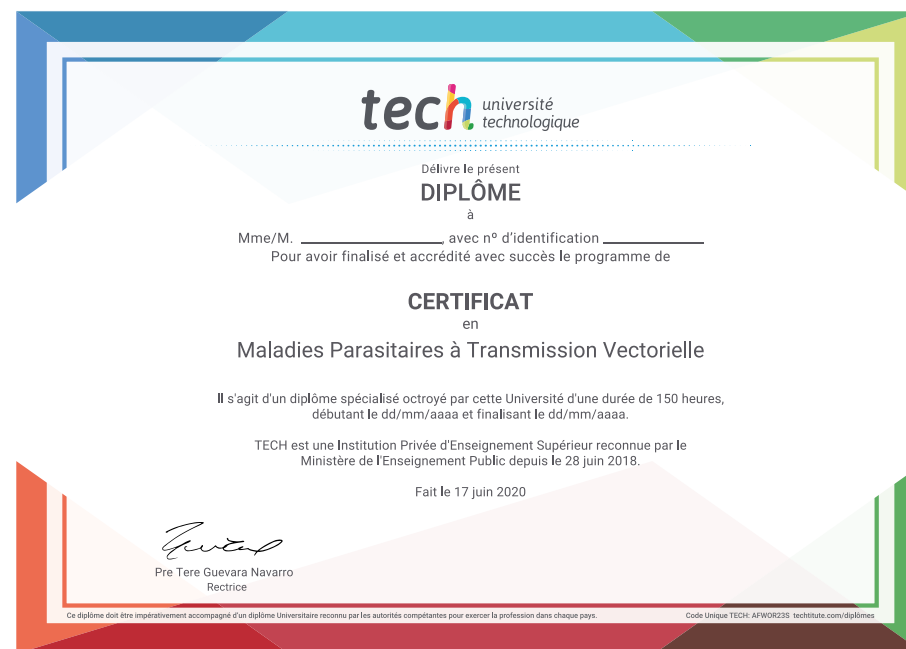 tech université
technologique
Délivre le présent
DIPLÔME
à
Mme/M. ____________________, avec nº d'identification ______________
Pour avoir finalisé et accrédité avec succès le programme de
CERTIFICAT
en
Maladies Parasitaires à Transmission Vectorielle
Il s'agit d'un diplôme spécialisé octroyé par cette Université d'une durée de 150 heures,
débutant le dd/mm/aaaa et finalisant le dd/mm/aaaa.
TECH est une Institution Privée d'Enseignement Supérieur reconnue par le
Ministère de l'Enseignement Public depuis le 28 juin 2018.
Fait le 17 juin 2020
Pre Tere Guevara Navarro
Rectrice
Ce diplôme doit être impérativement accompagné d'un diplôme Universitaire reconnu par les autorités compétantes pour exercer la profession dans chaque pays.
Code Unique TECH: AFWOR23S techtitute.com/diplômes